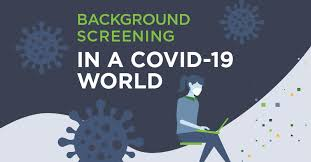 BACKGROUND
SCREENING
IN A COVID-19
WORLD